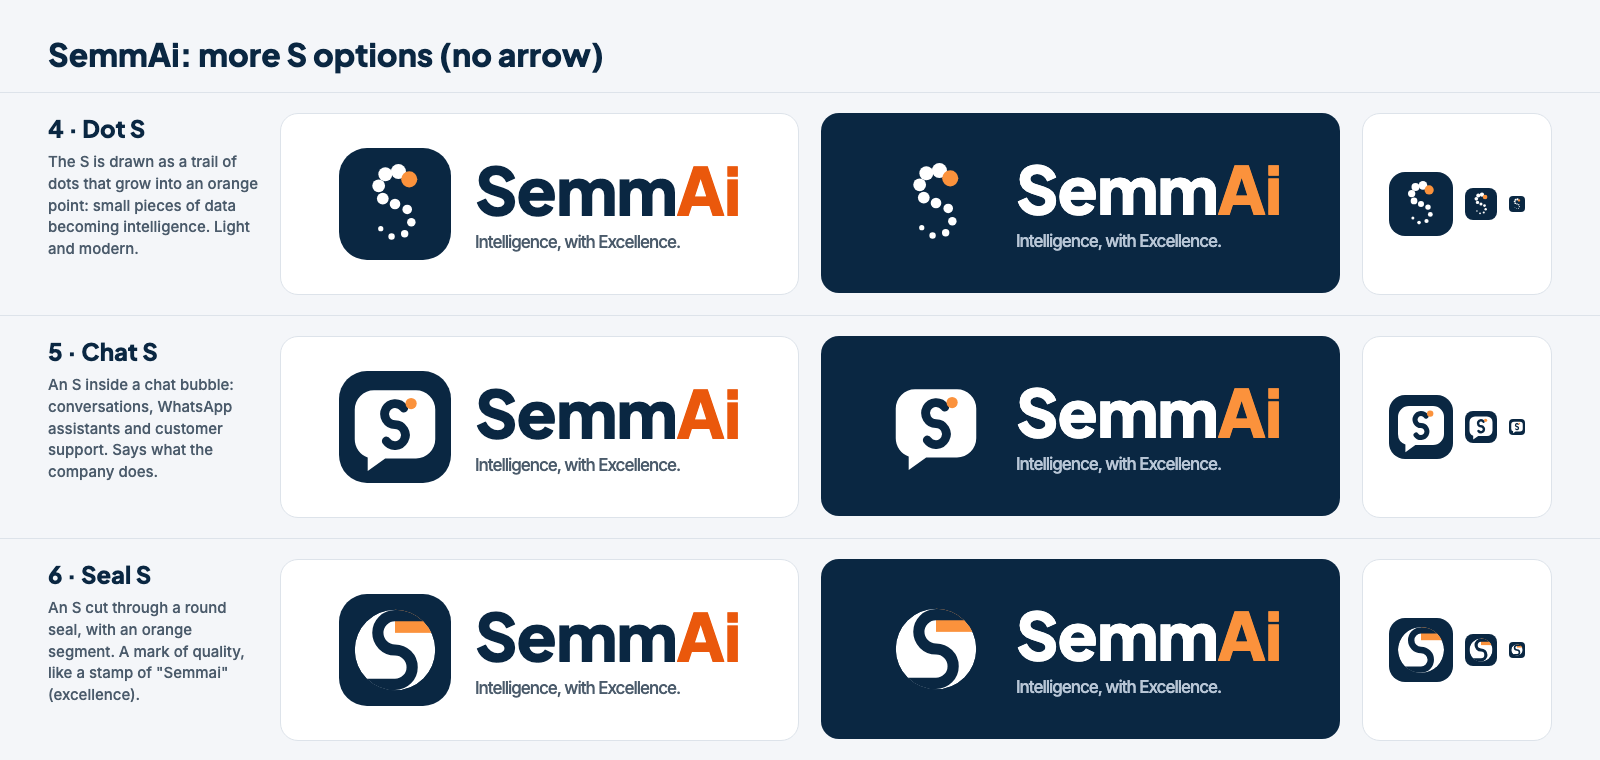 SemmAi: more S options (no arrow)
4 · Dot S
The S is drawn as a trail of
dots that grow into an orange
point: small pieces of data
becoming intelligence. Light
and modern.
S
SemmAi
Intelligence, with Excellence.
S
SemmAi
Intelligence, with Excellence.
S
S
S
5 · Chat S
An S inside a chat bubble:
conversations, WhatsApp
assistants and customer
support. Says what the
company does.
S
SemmAi
Intelligence, with Excellence.
S
SemmAi
Intelligence, with Excellence.
S
S
S
6 · Seal S
An S cut through a round
seal, with an orange
segment. A mark of quality,
like a stamp of "Semmai"
(excellence).
S
SemmAi
Intelligence, with Excellence.
S
SemmAi
Intelligence, with Excellence.
S
S
S